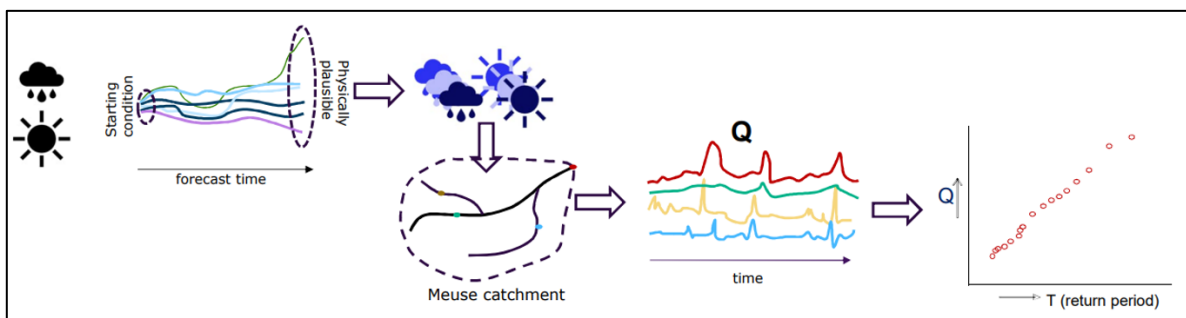 Starting
condition
Physically
plausible
forecast time
Meuse catchment
Q
time
Q
T (return period)